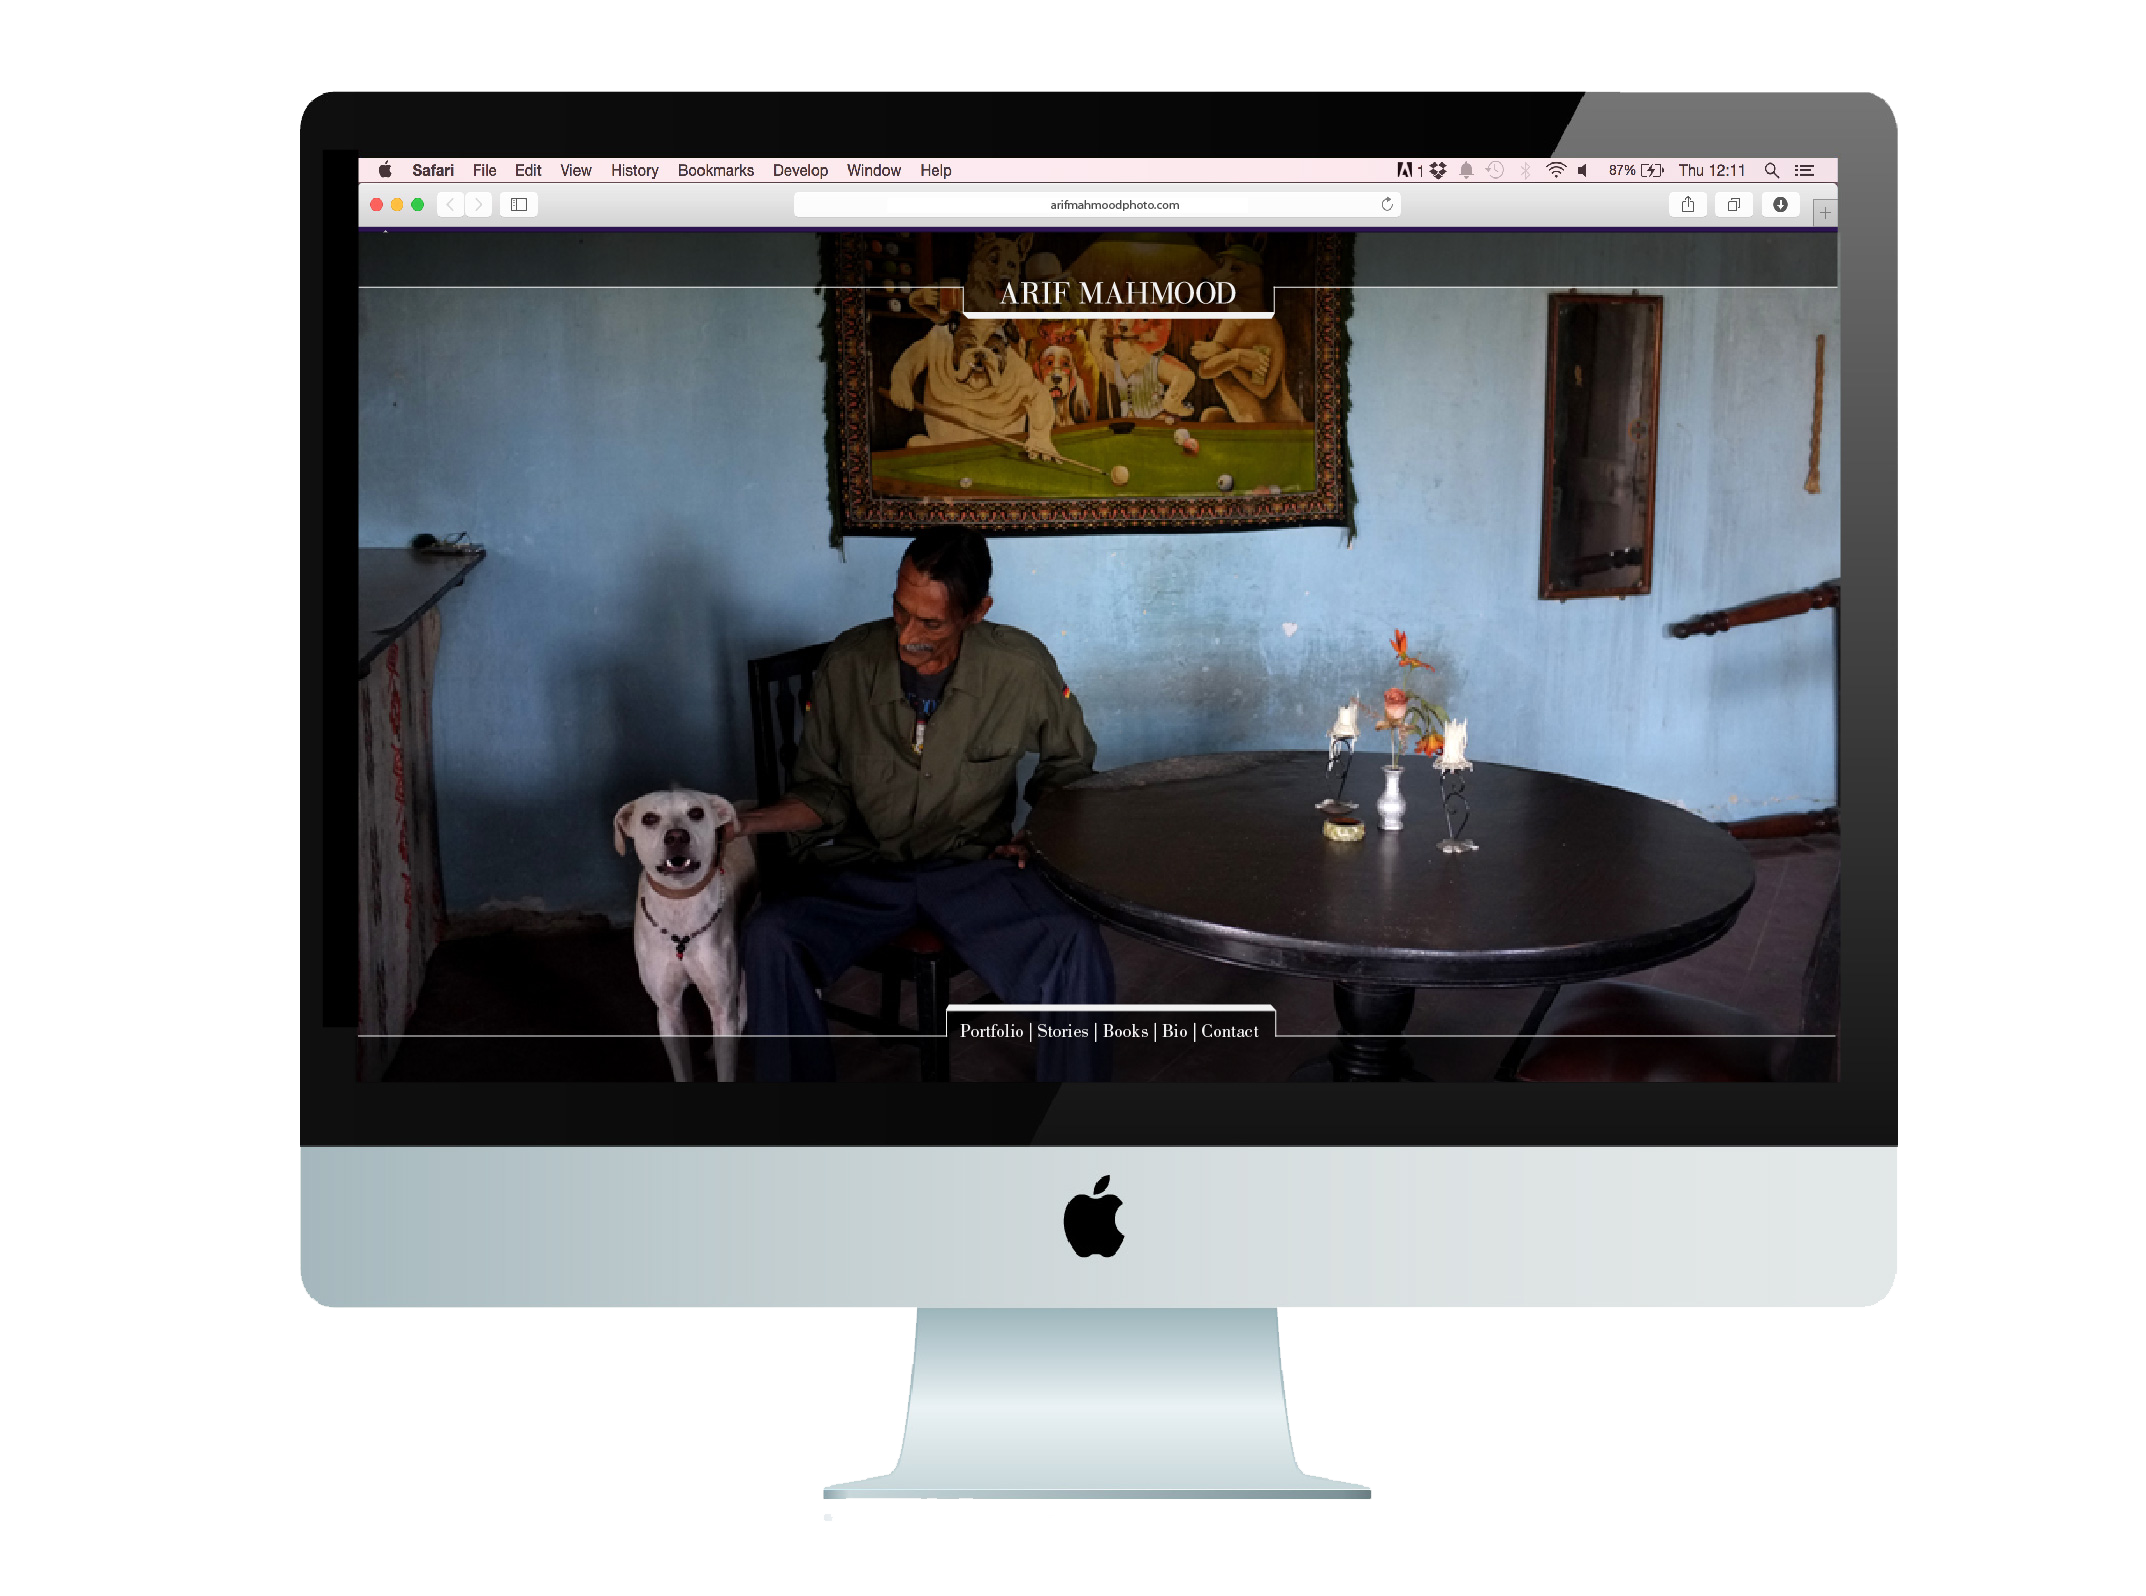 Safari File Edit View History Bookmarks Develop Window Help 1 87% Thu 12:11
arifmahmoodphoto.com
ARIF MAHMOOD
Portfolio | Stories | Books | Bio | Contact